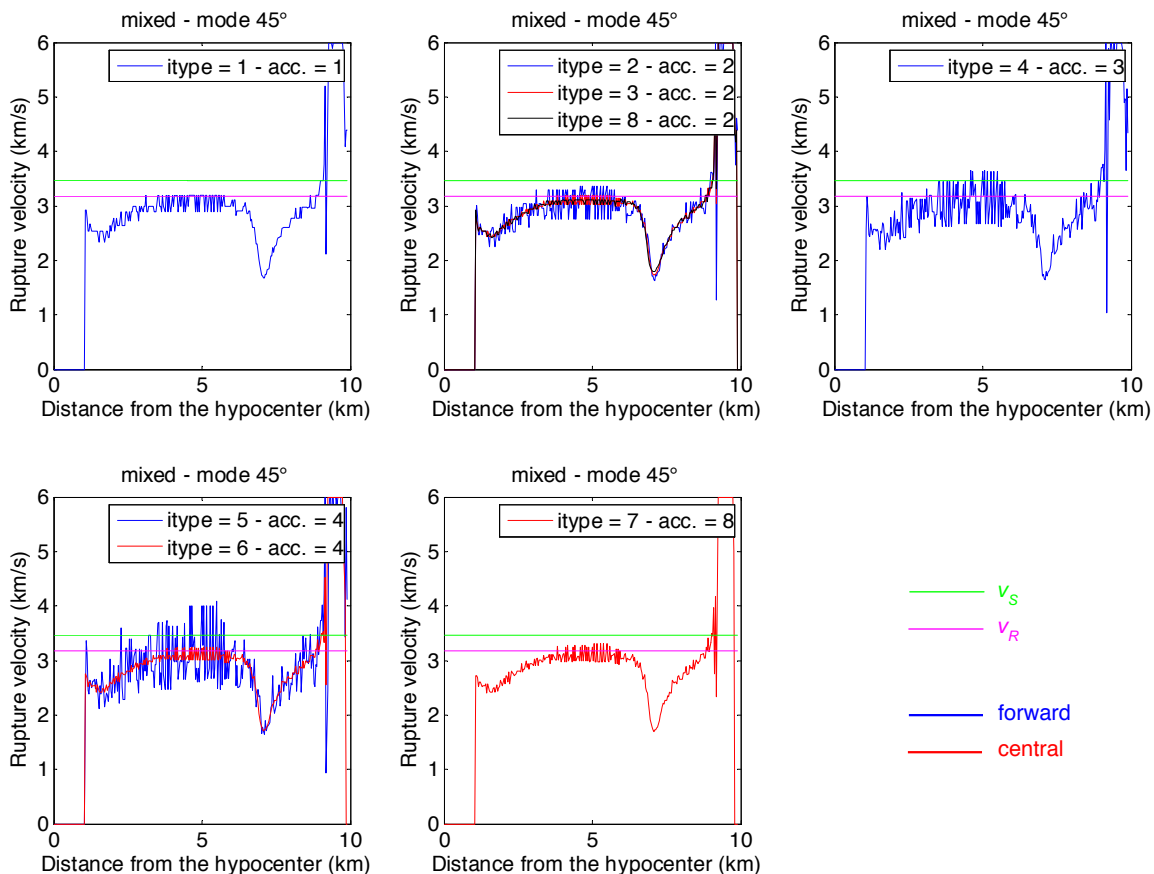 mixed - mode 45°
6
5
4
3
2
1
0
0
5
10
Rupture velocity (km/s)
Distance from the hypocenter (km)
itype = 1 - acc. = 1
mixed - mode 45°
6
5
4
3
2
1
0
0
5
10
Rupture velocity (km/s)
Distance from the hypocenter (km)
itype = 2 - acc. = 2
itype = 3 - acc. = 2
itype = 8 - acc. = 2
mixed - mode 45°
6
5
4
3
2
1
0
0
5
10
Rupture velocity (km/s)
Distance from the hypocenter (km)
itype = 4 - acc. = 3
mixed - mode 45°
6
5
4
3
2
1
0
0
5
10
Rupture velocity (km/s)
Distance from the hypocenter (km)
itype = 5 - acc. = 4
itype = 6 - acc. = 4
mixed - mode 45°
6
5
4
3
2
1
0
0
5
10
Rupture velocity (km/s)
Distance from the hypocenter (km)
itype = 7 - acc. = 8
v_S
v_R
forward
central